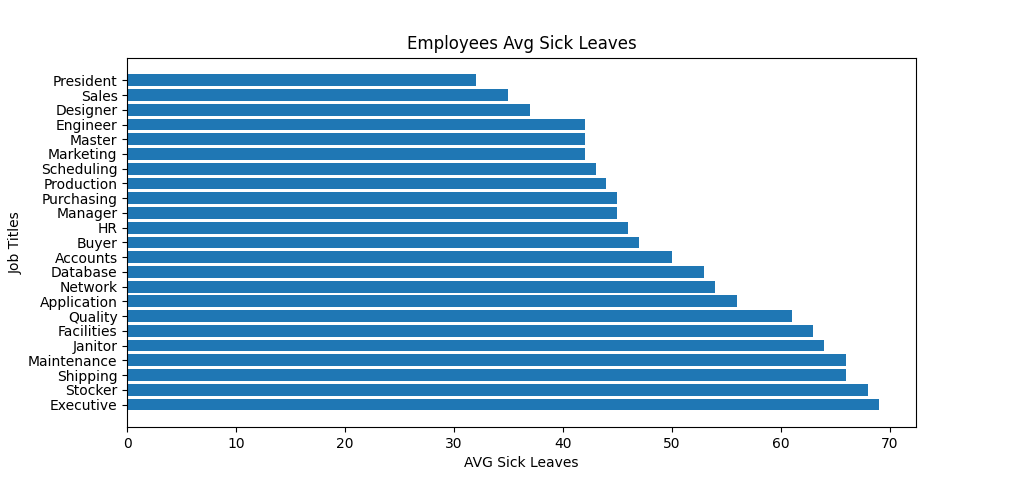 Employees Avg Sick Leaves
President
Sales
Designer
Engineer
Master
Marketing
Scheduling
Production
Purchasing
Manager
HR
Buyer
Accounts
Database
Network
Application
Quality
Facilities
Janitor
Maintenance
Shipping
Stocker
Executive
Job Titles
0 10 20 30 40 50 60 70
AVG Sick Leaves